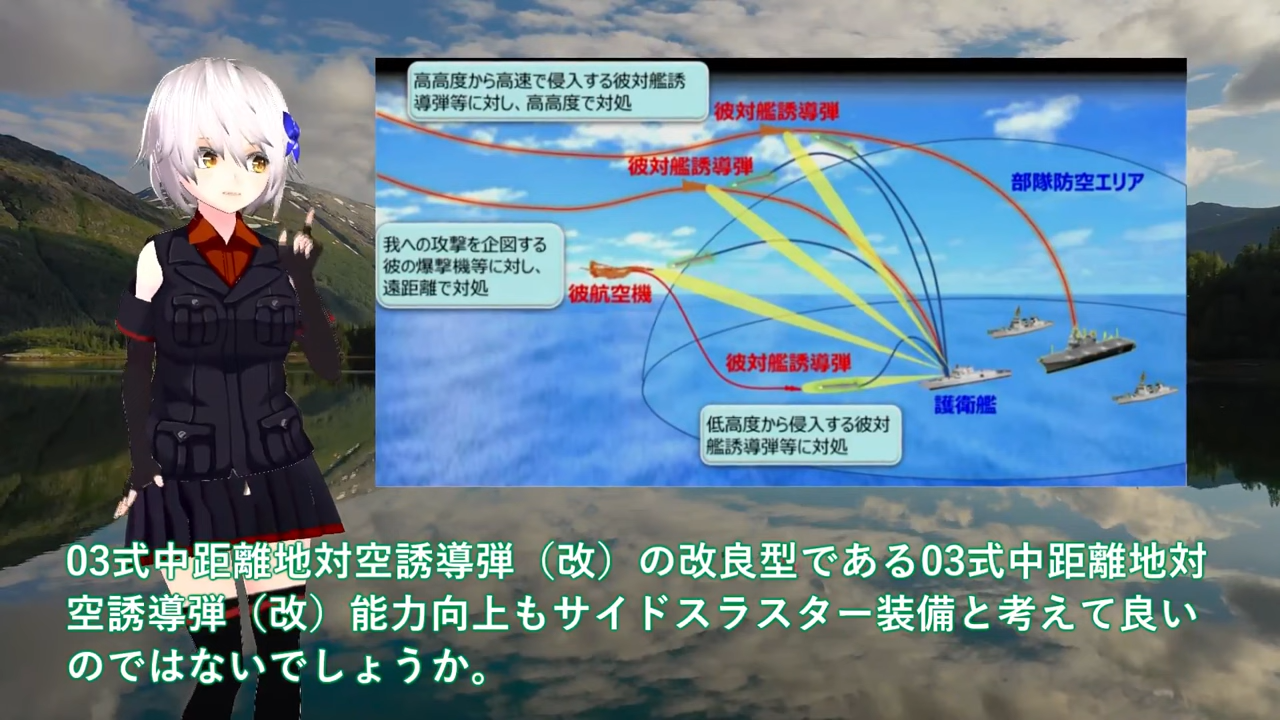 高高度から高速で侵入する彼対艦誘
導弾等に対し、高高度で対処
彼対艦誘導弾
彼対艦誘導弾
部隊防空エリア
我への攻撃を企図する
彼の爆撃機等に対し、
遠距離で対処
彼航空機
彼対艦誘導弾
護衛艦
低高度から侵入する彼対
艦誘導弾等に対処
03式中距離地対空誘導弾（改）の改良型である03式中距離地対
空誘導弾（改）能力向上もサイドスラスター装備と考えて良い
のではないでしょうか。